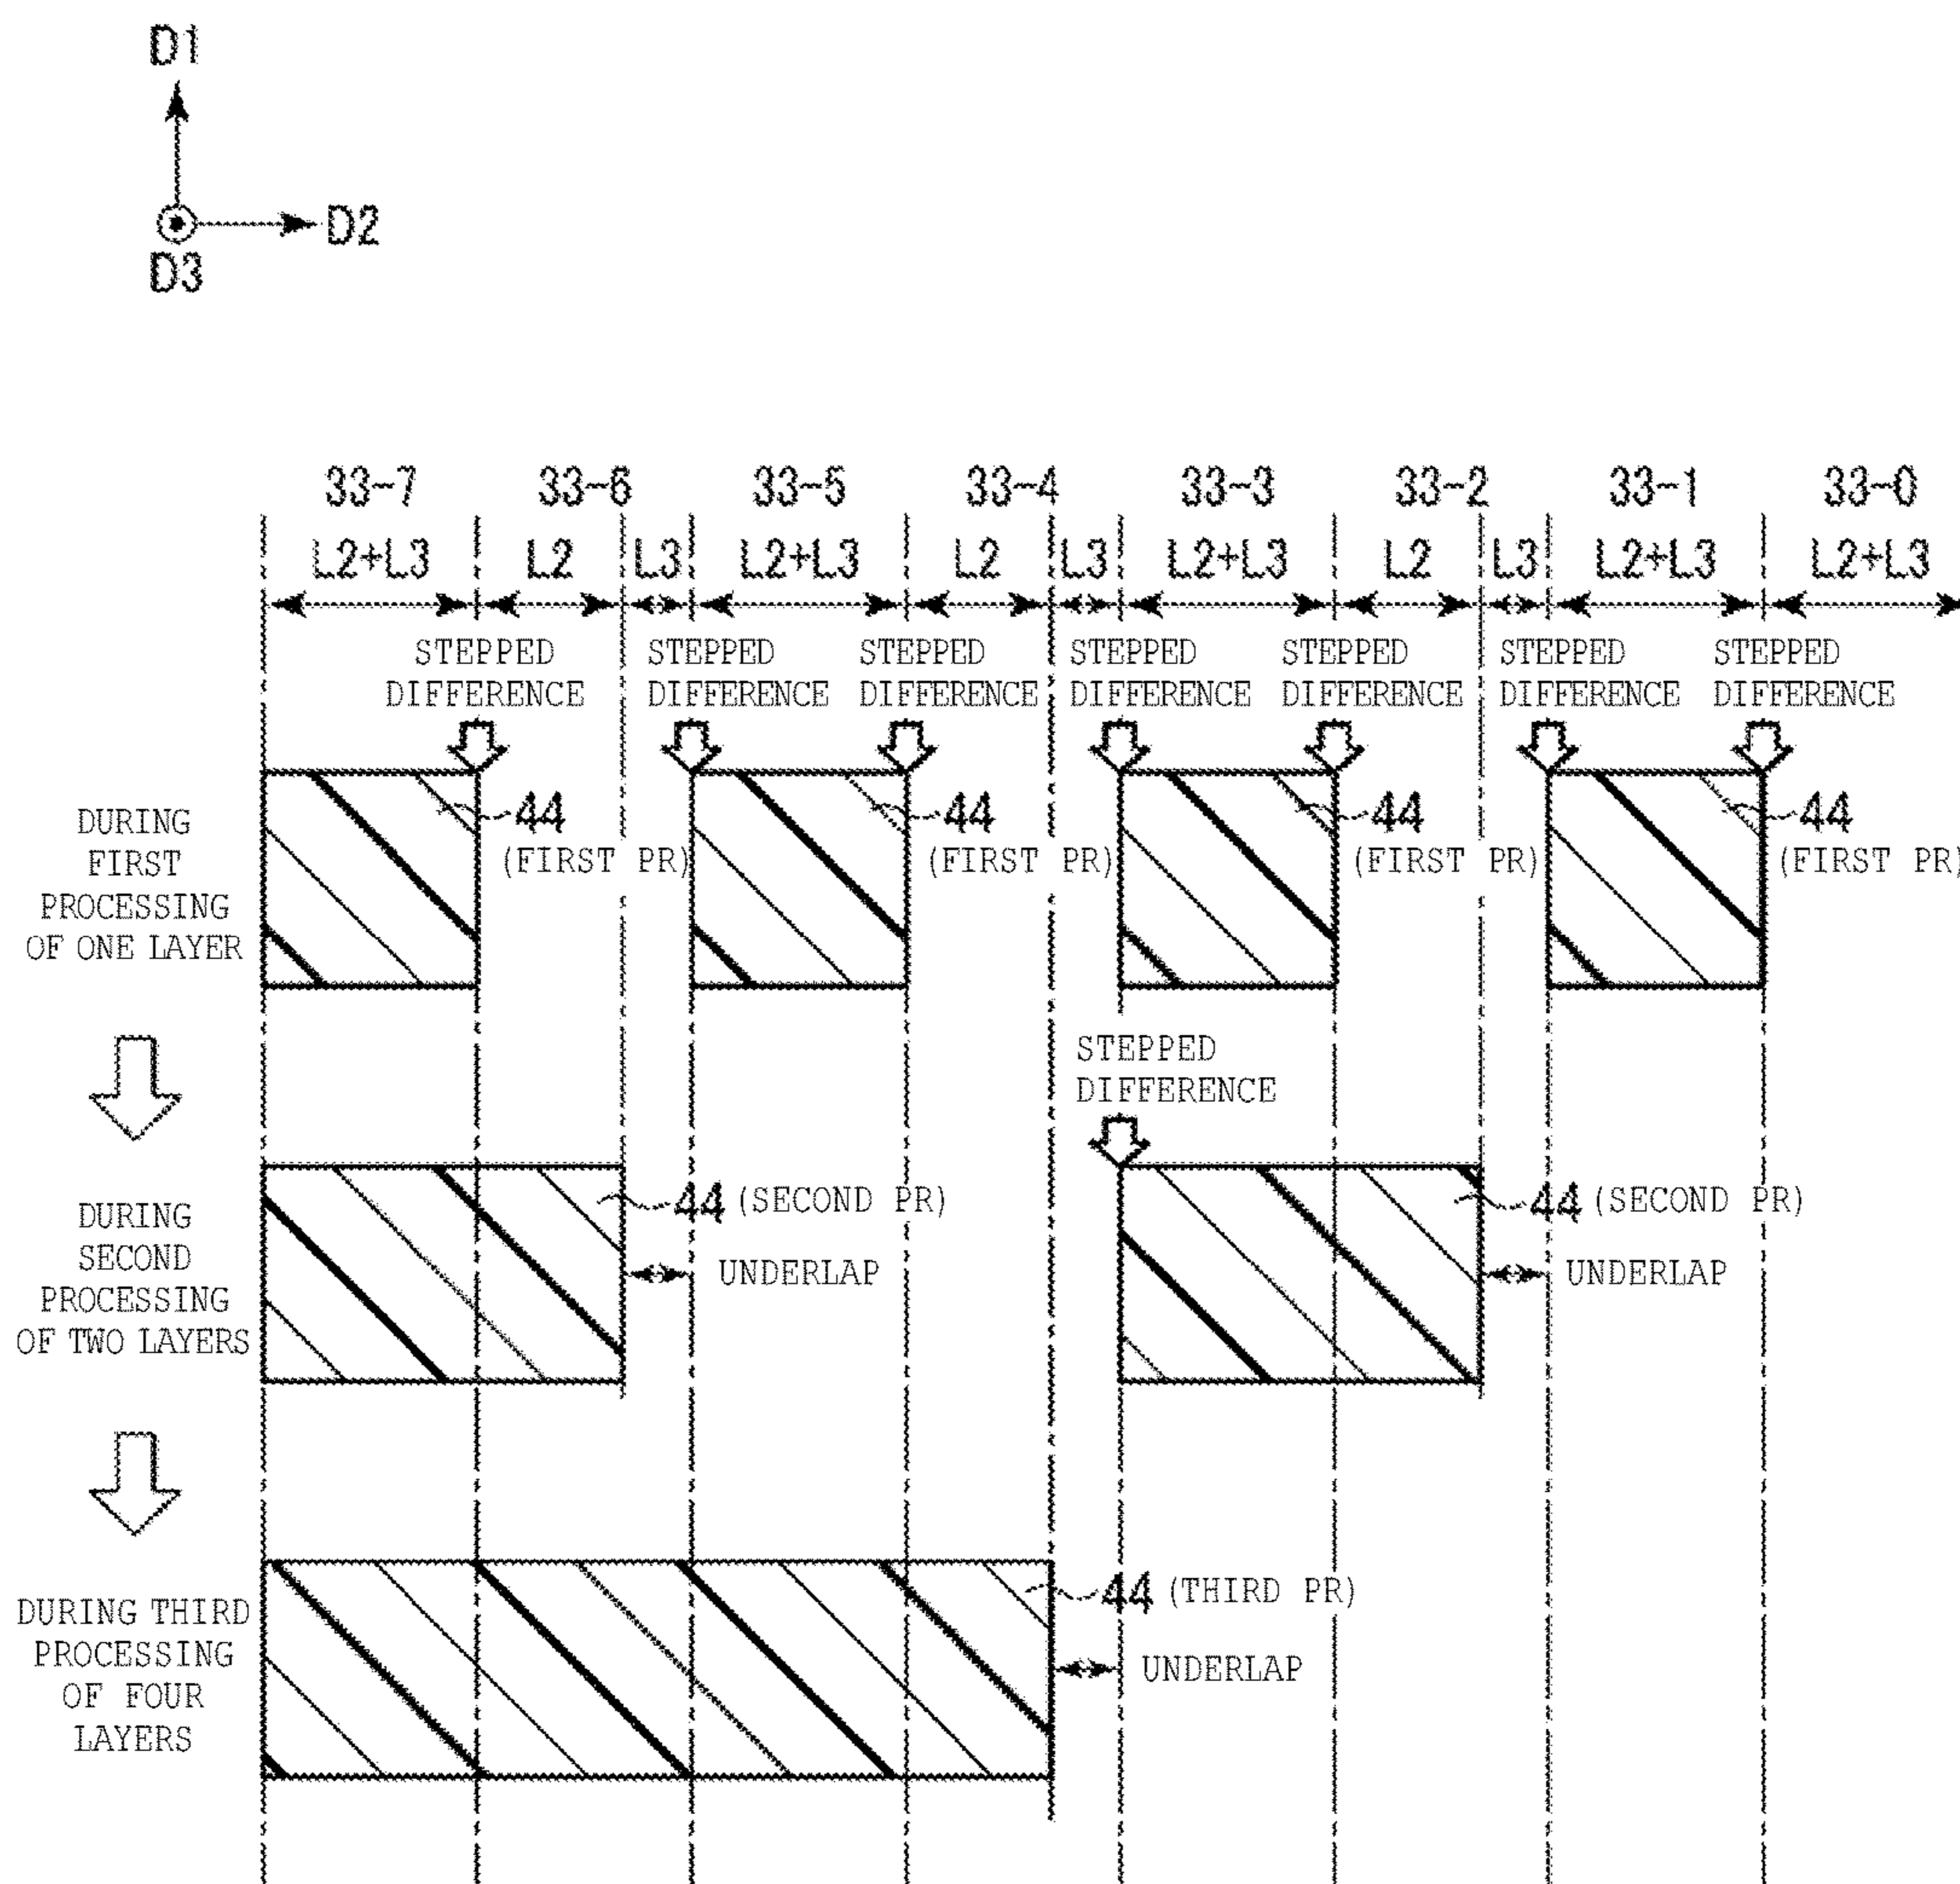 D1
D2
D3
33-7 33-6 33-5 33-4 33-3 33-2 33-1 33-0
L2+L3 L2 L3 L2+L3 L2 L3 L2+L3 L2 L3 L2+L3 L2+L3
STEPPED STEPPED STEPPED STEPPED STEPPED STEPPED STEPPED
DIFFERENCE DIFFERENCE DIFFERENCE DIFFERENCE DIFFERENCE DIFFERENCE DIFFERENCE
DURING
FIRST
PROCESSING
OF ONE LAYER
44 44 44 44
(FIRST PR) (FIRST PR) (FIRST PR) (FIRST PR)
STEPPED
DIFFERENCE
DURING
SECOND
PROCESSING
OF TWO LAYERS
44 (SECOND PR) 44 (SECOND PR)
UNDERLAP UNDERLAP
DURING THIRD
PROCESSING
OF FOUR
LAYERS
44 (THIRD PR)
UNDERLAP